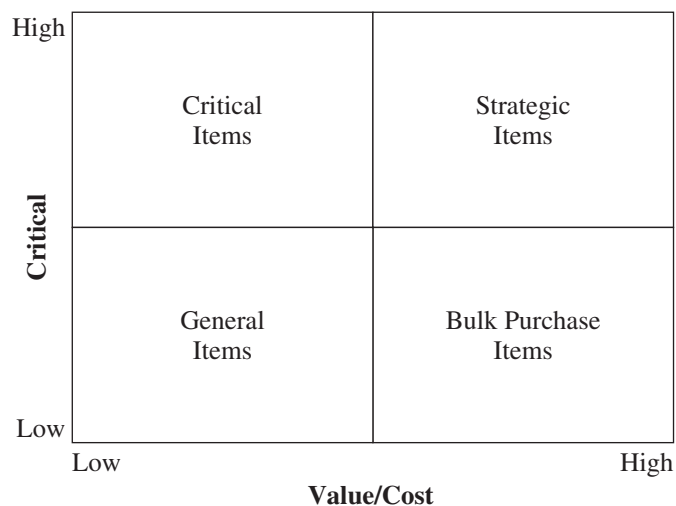 High
Critical
Items
Strategic
Items
Critical
General
Items
Bulk Purchase
Items
Low
Low
High
Value/Cost